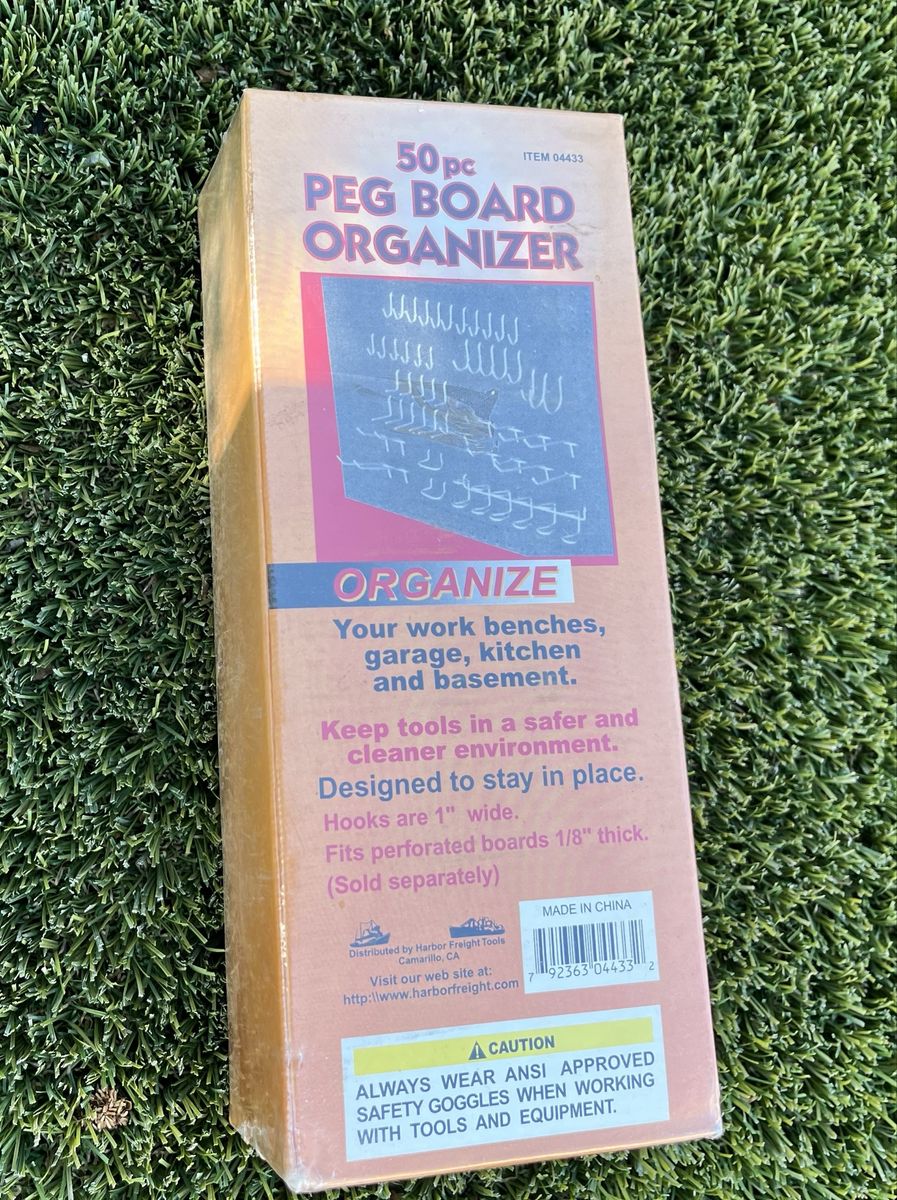 50 pc
ITEM 04433
PEG BOARD
ORGANIZER
ORGANIZE
Your work benches,
garage, kitchen
and basement.
Keep tools in a safer and
cleaner environment.
Designed to stay in place.
Hooks are 1" wide.
Fits perforated boards 1/8" thick.
(Sold separately)
Distributed by Harbor Freight Tools
Camarillo, CA
Visit our web site at:
http:\\www.harborfreight.com
MADE IN CHINA
7 92363 04433 2
CAUTION
ALWAYS WEAR ANSI APPROVED
SAFETY GOGGLES WHEN WORKING
WITH TOOLS AND EQUIPMENT.